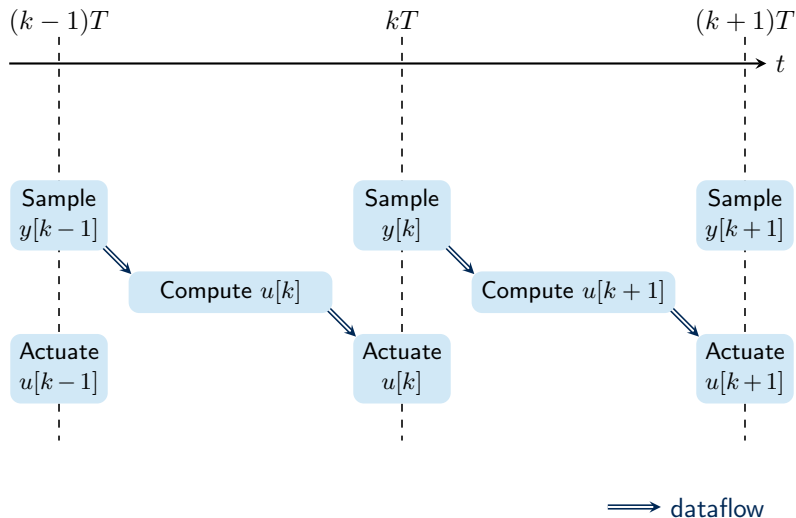 (k − 1)T kT (k + 1)T
t
Sample Sample Sample
y[k−1] y[k] y[k+1]
Compute u[k] Compute u[k + 1]
Actuate Actuate Actuate
u[k−1] u[k] u[k+1]
dataflow